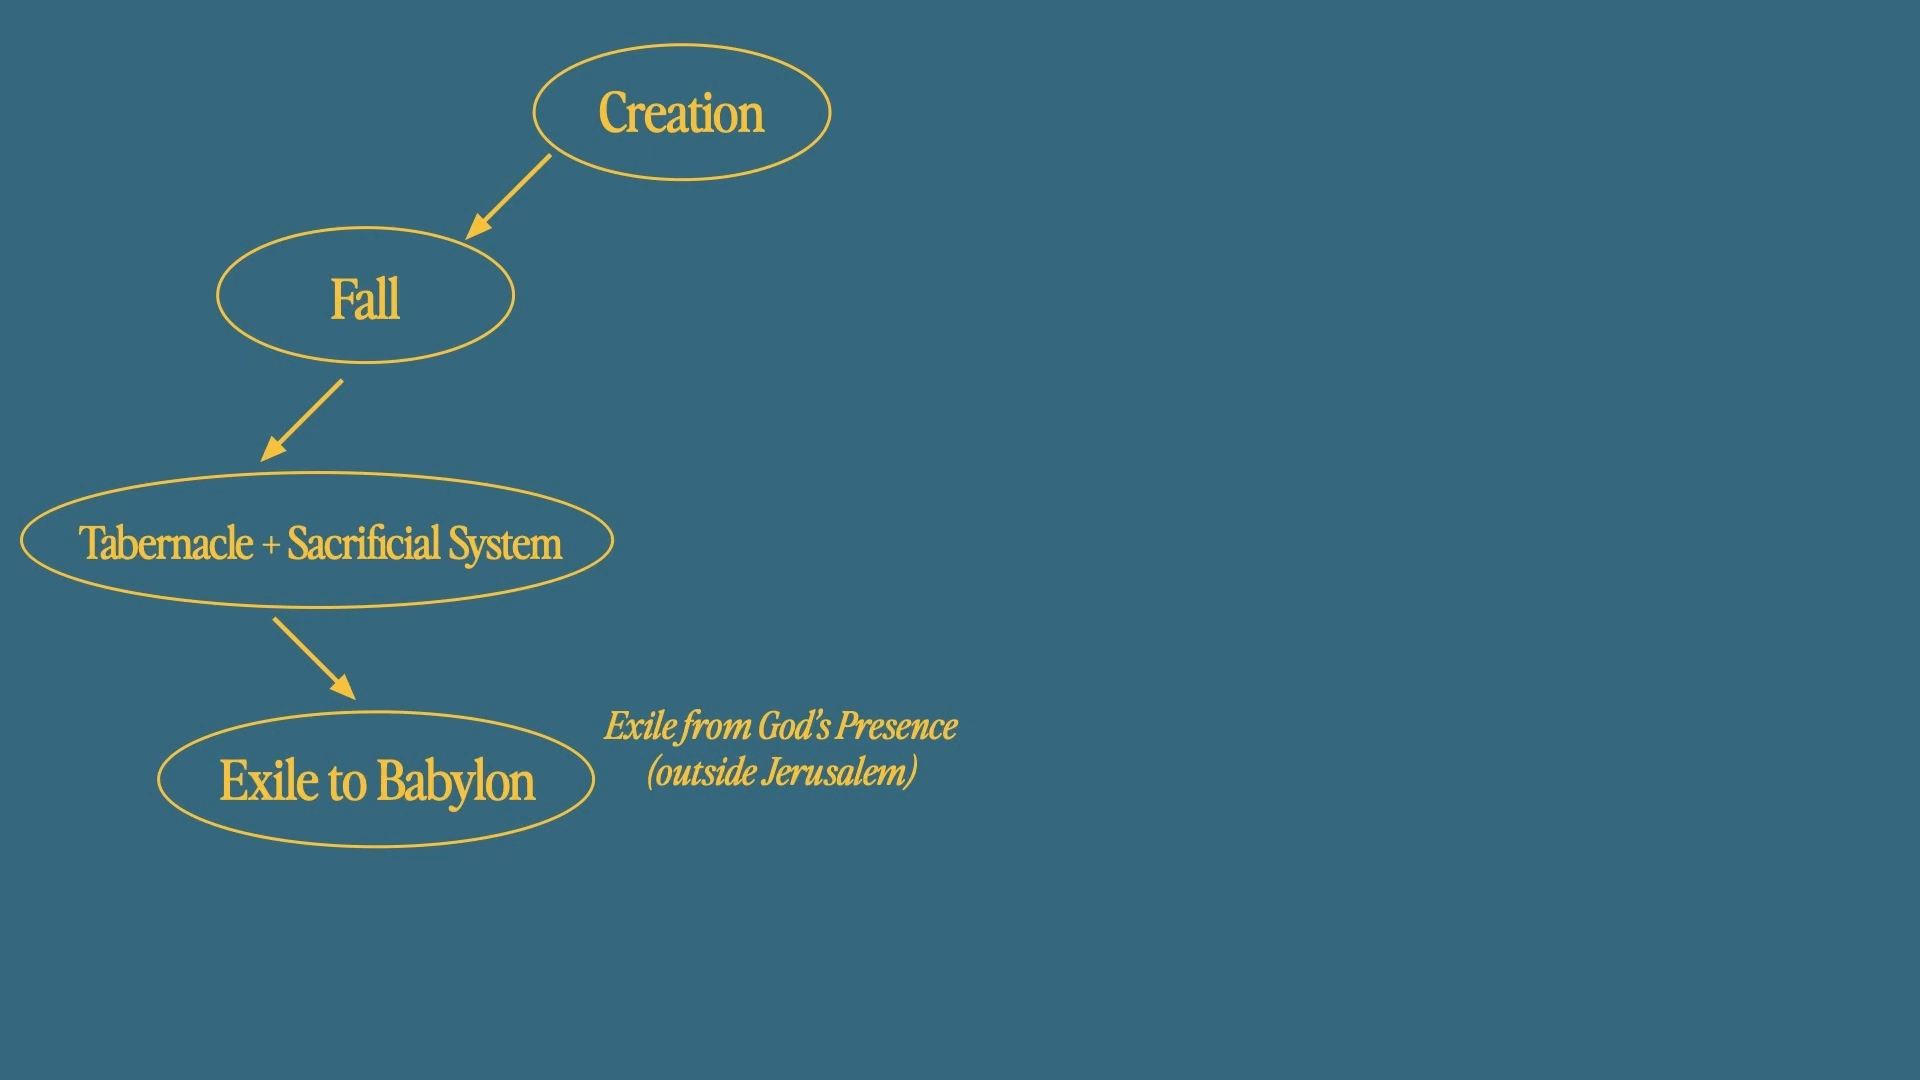 Creation
Fall
Tabernacle + Sacrificial System
Exile to Babylon
Exile from God’s Presence
(outside Jerusalem)